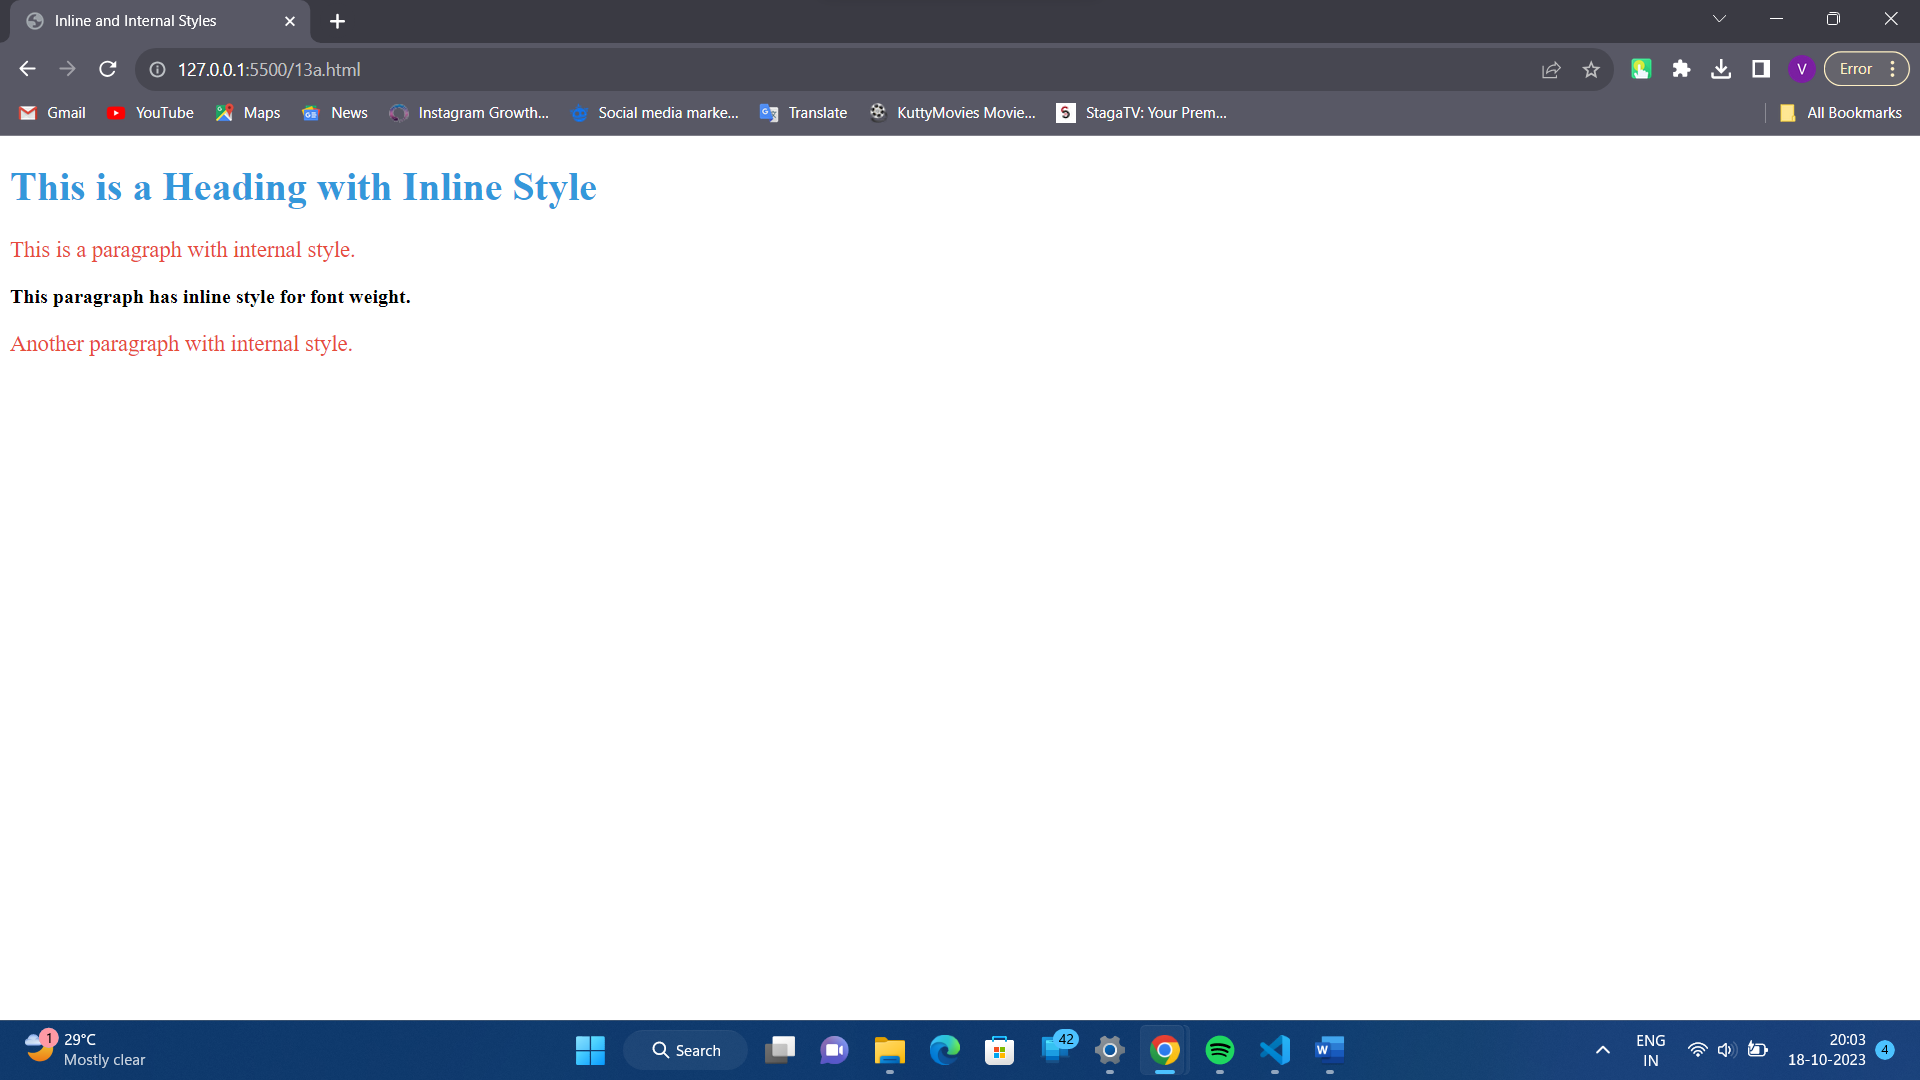 Inline and Internal Styles
127.0.0.1:5500/13a.html
Error
Gmail YouTube Maps News Instagram Growth... Social media marke... Translate KuttyMovies Movie... StagaTV: Your Prem... All Bookmarks
This is a Heading with Inline Style
This is a paragraph with internal style.
This paragraph has inline style for font weight.
Another paragraph with internal style.
1 29°C
Mostly clear
Search
42
ENG
IN
20:03
18-10-2023
4